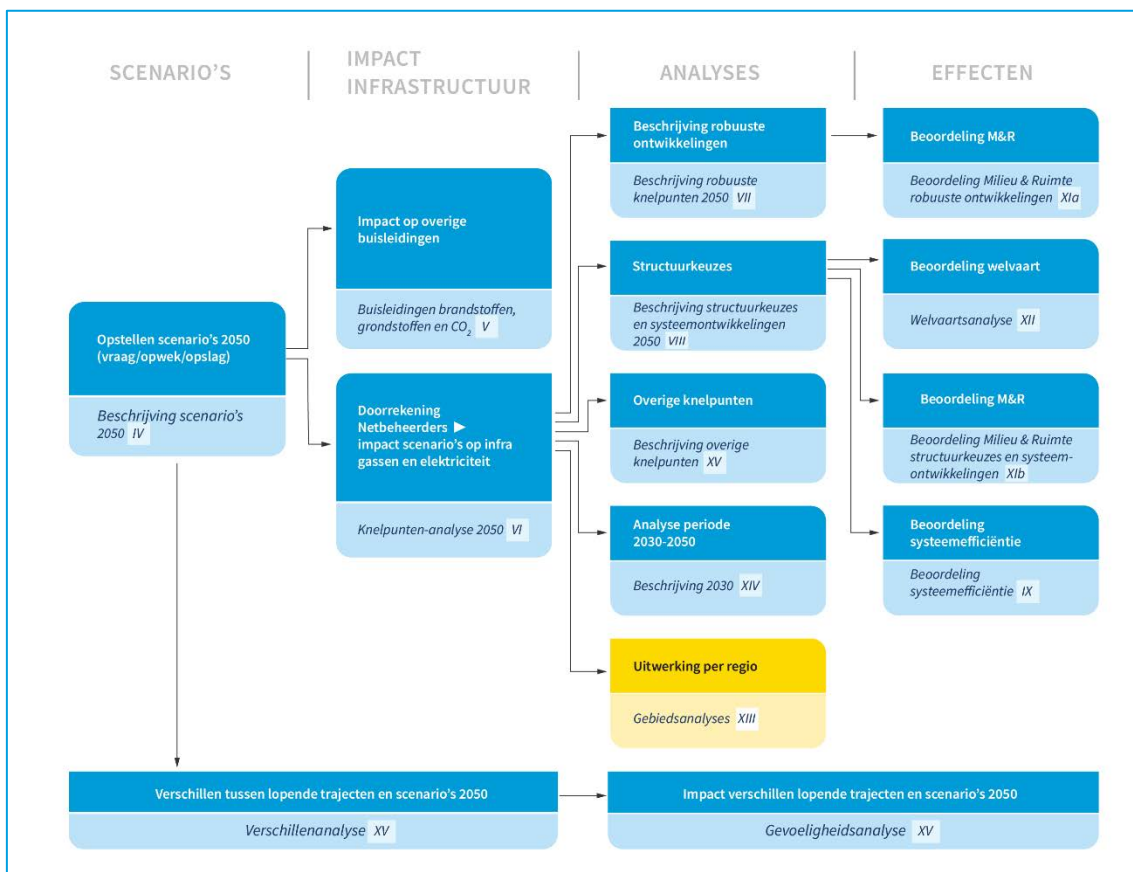 SCENARIO'S
IMPACT
INFRASTRUCTUUR
ANALYSES
EFFECTEN
Opstellen scenario's 2050
(vraag/opwek/opslag)
Beschrijving scenario's
2050 IV
Impact op overige
buisleidingen
Buisleidingen brandstoffen,
grondstoffen en CO₂ V
Doorrekening
Netbeheerders ▶
impact scenario's op infra
gassen en elektriciteit
Knelpunten-analyse 2050 VI
Beschrijving robuuste
ontwikkelingen
Beschrijving robuuste
knelpunten 2050 VII
Structuurkeuzes
Beschrijving structuurkeuzes
en systeemontwikkelingen
2050 VIII
Overige knelpunten
Beschrijving overige
knelpunten XV
Analyse periode
2030-2050
Beschrijving 2030 XIV
Uitwerking per regio
Gebiedsanalyses XIII
Beoordeling M&R
Beoordeling Milieu & Ruimte
robuuste ontwikkelingen XIa
Beoordeling welvaart
Welvaartsanalyse XII
Beoordeling M&R
Beoordeling Milieu & Ruimte
structuurkeuzes en systeem-
ontwikkelingen XIb
Beoordeling
systeemefficiëntie
Beoordeling
systeemefficiëntie IX
Verschillen tussen lopende trajecten en scenario's 2050
Verschillenanalyse XV
Impact verschillen lopende trajecten en scenario's 2050
Gevoeligheidsanalyse XV